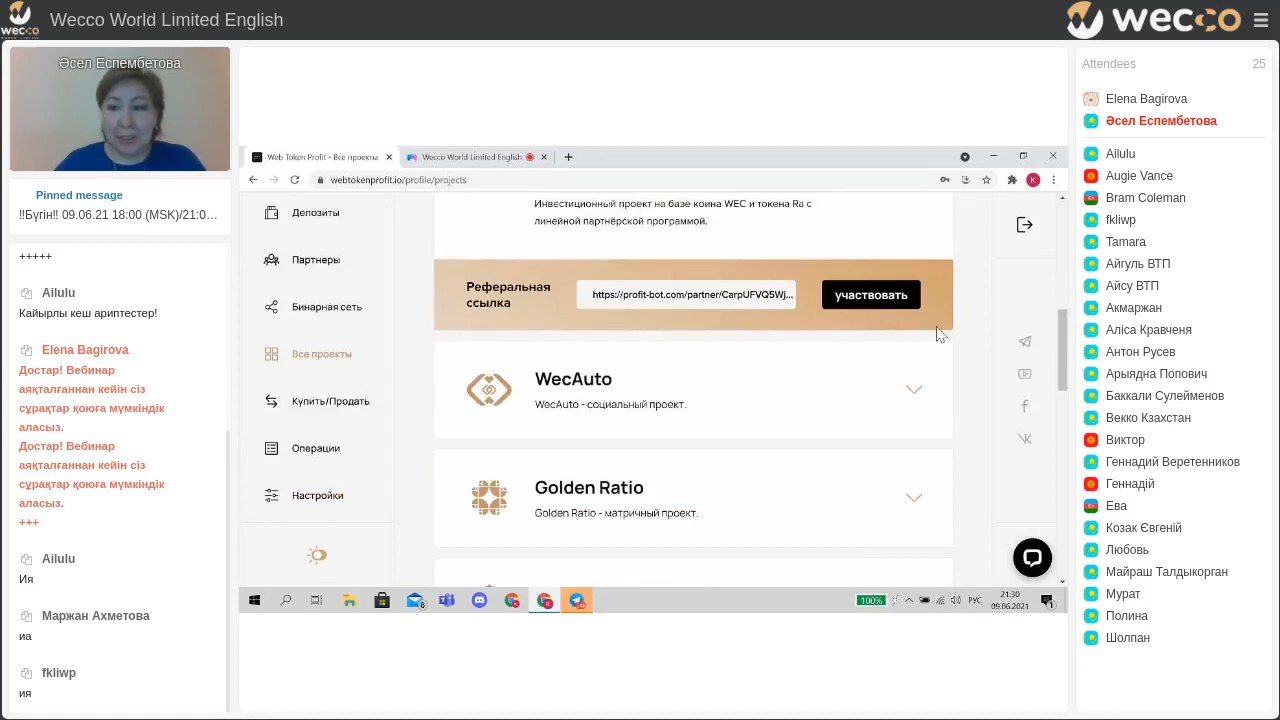 wecco
Wecco World Limited English
wecco
Әсел Еспембетова
Pinned message
!!Бүгін!! 09.06.21 18:00 (MSK)/21:0...
+++++
Ailulu
Кайырлы кеш ариптестер!
Elena Bagirova
Достар! Вебинар
аяқталғаннан кейін сіз
сұрақтар қоюға мүмкіндік
аласыз.
Достар! Вебинар
аяқталғаннан кейін сіз
сұрақтар қоюға мүмкіндік
аласыз.
+++
Ailulu
Ия
Маржан Ахметова
иа
fkliwp
ия
Web Token Profit - Все проекты
Wecco World Limited English
webtokenprofit.io/profile/projects
K
Депозиты
Партнеры
Бинарная сеть
Все проекты
Купить/Продать
Операции
Настройки
Инвестиционный проект на базе коина WEC и токена Ra с
линейной партнёрской программой.
Реферальная
ссылка
https://profit-bot.com/partner/CarpUFVQ5Wj...
участвовать
WecAuto
WecAuto - социальный проект.
Golden Ratio
Golden Ratio - матричный проект.
8
100%
РУС
21:30
09.06.2021
1
Attendees 25
Elena Bagirova
Әсел Еспембетова
Ailulu
Augie Vance
Bram Coleman
fkliwp
Tamara
Айгуль ВТП
Айсу ВТП
Акмаржан
Аліса Кравченя
Антон Русев
Арыядна Попович
Баккали Сулейменов
Векко Кзахстан
Виктор
Геннадий Веретенников
Геннадій
Ева
Козак Євгеній
Любовь
Майраш Талдыкорган
Мурат
Полина
Шолпан